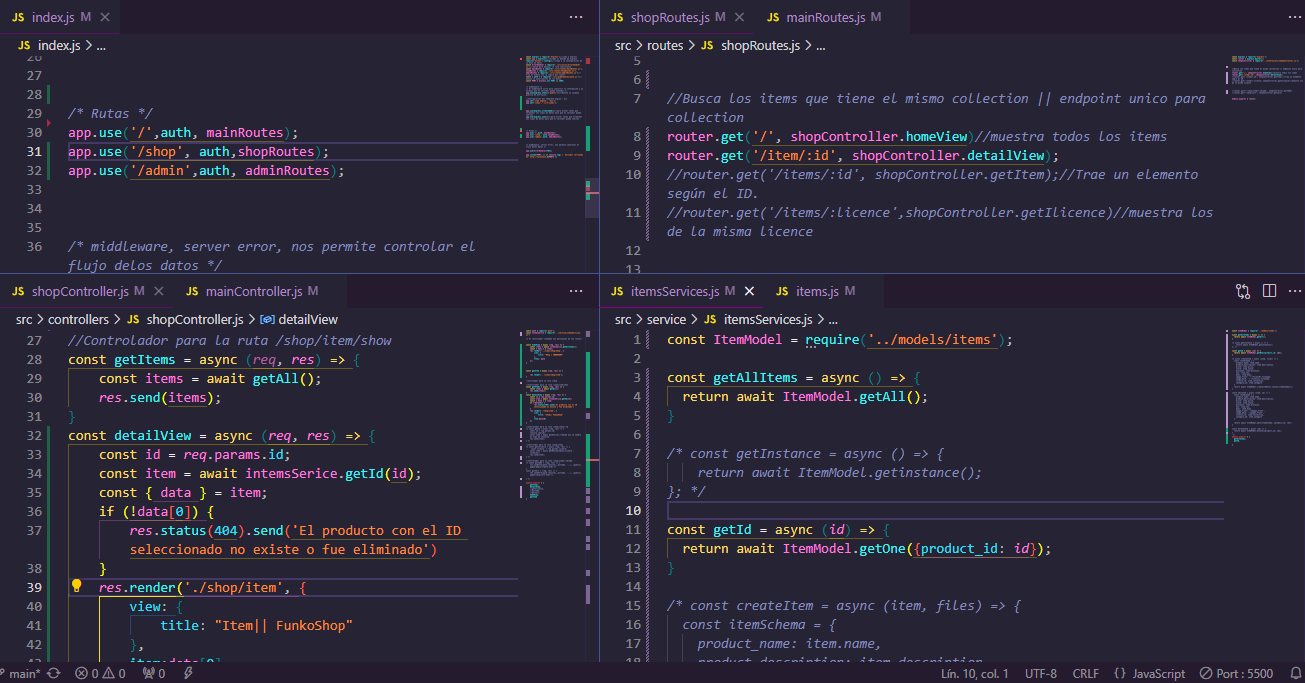 JS index.js M ×
JS index.js > ...
26
27
28
29 /* Rutas */
30 app.use('/',auth, mainRoutes);
31 app.use('/shop', auth,shopRoutes);
32 app.use('/admin',auth, adminRoutes);
33
34
35
36 /* middleware, server error, nos permite controlar el
flujo delos datos */
JS shopRoutes.js M × JS mainRoutes.js M
src > routes > JS shopRoutes.js > ...
5
6
7 //Busca los items que tiene el mismo collection || endpoint unico para
collection
8 router.get('/', shopController.homeView)//muestra todos los items
9 router.get('/item/:id', shopController.detailView);
10 //router.get('/items/:id', shopController.getItem);//Trae un elemento
según el ID.
11 //router.get('/items/:licence',shopController.getIlicence)//muestra los
de la misma licence
12
13
JS shopController.js M × JS mainController.js M
src > controllers > JS shopController.js > detailView
27 //Controlador para la ruta /shop/item/show
28 const getItems = async (req, res) => {
29 const items = await getAll();
30 res.send(items);
31 }
32 const detailView = async (req, res) => {
33 const id = req.params.id;
34 const item = await intemsSerice.getId(id);
35 const { data } = item;
36 if (!data[0]) {
37 res.status(404).send('El producto con el ID
seleccionado no existe o fue eliminado')
38 }
39 res.render('./shop/item', {
40 view: {
41 title: "Item|| FunkoShop"
42 },
43 item:data[0]
JS itemsServices.js M × JS items.js M
src > service > JS itemsServices.js > ...
1 const ItemModel = require('../models/items');
2
3 const getAllItems = async () => {
4 return await ItemModel.getAll();
5 }
6
7 /* const getInstance = async () => {
8 return await ItemModel.getinstance();
9 }; */
10
11 const getId = async (id) => {
12 return await ItemModel.getOne({product_id: id});
13 }
14
15 /* const createItem = async (item, files) => {
16 const itemSchema = {
17 product_name: item.name,
18 product_description: item.description,
main* 0 0 0 Lín. 10, col. 1 UTF-8 CRLF {} JavaScript Port : 5500